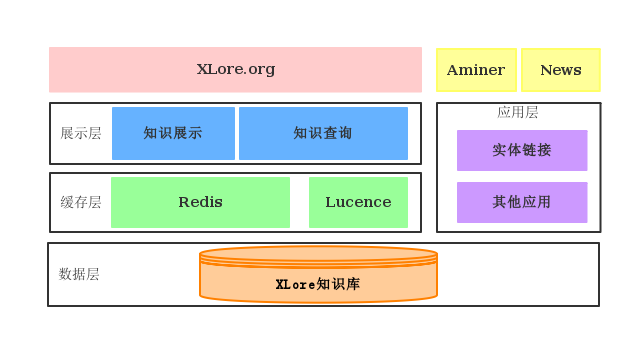 XLore.org
Aminer
News
展示层
知识展示
知识查询
应用层
实体链接
其他应用
缓存层
Redis
Lucence
数据层
XLore知识库